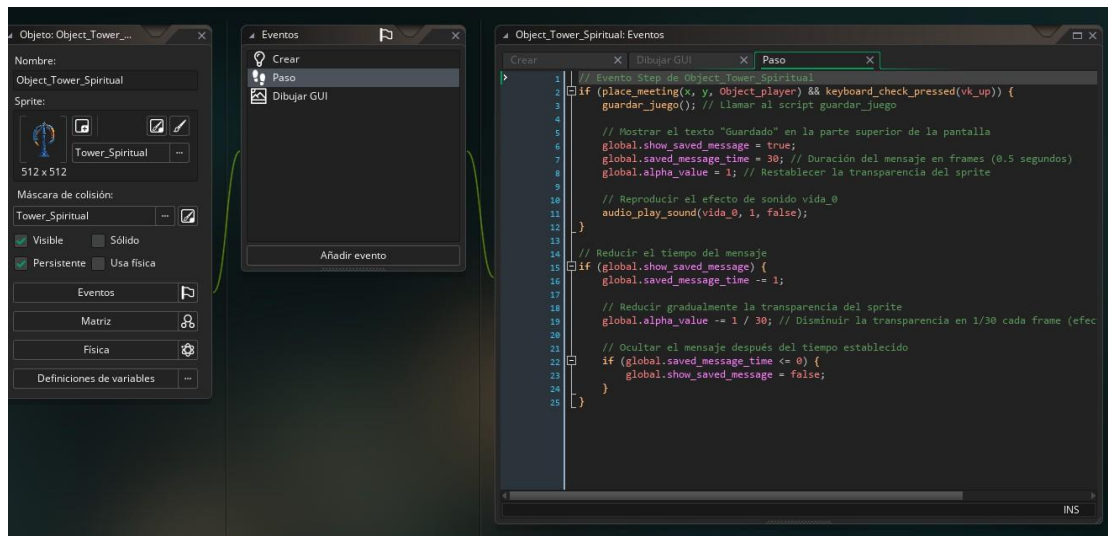 Objeto: Object_Tower_...
Nombre:
Object_Tower_Spiritual
Sprite:
Tower_Spiritual
...
512 x 512
Máscara de colisión:
Tower_Spiritual
...
Visible
Sólido
Persistente
Usa física
Eventos
Matriz
Física
Definiciones de variables
...
Eventos
Crear
Paso
Dibujar GUI
Añadir evento
Object_Tower_Spiritual: Eventos
Crear
Dibujar GUI
Paso
1 // Evento Step de Object_Tower_Spiritual
2 if (place_meeting(x, y, Object_player) && keyboard_check_pressed(vk_up)) {
3 guardar_juego(); // Llamar al script guardar_juego
4
5 // Mostrar el texto "Guardado" en la parte superior de la pantalla
6 global.show_saved_message = true;
7 global.saved_message_time = 30; // Duración del mensaje en frames (0.5 segundos)
8 global.alpha_value = 1; // Restablecer la transparencia del sprite
9
10 // Reproducir el efecto de sonido vida_0
11 audio_play_sound(vida_0, 1, false);
12 }
13
14 // Reducir el tiempo del mensaje
15 if (global.show_saved_message) {
16 global.saved_message_time -= 1;
17
18 // Reducir gradualmente la transparencia del sprite
19 global.alpha_value -= 1 / 30; // Disminuir la transparencia en 1/30 cada frame (efec
20
21 // Ocultar el mensaje después del tiempo establecido
22 if (global.saved_message_time <= 0) {
23 global.show_saved_message = false;
24 }
25 }
INS